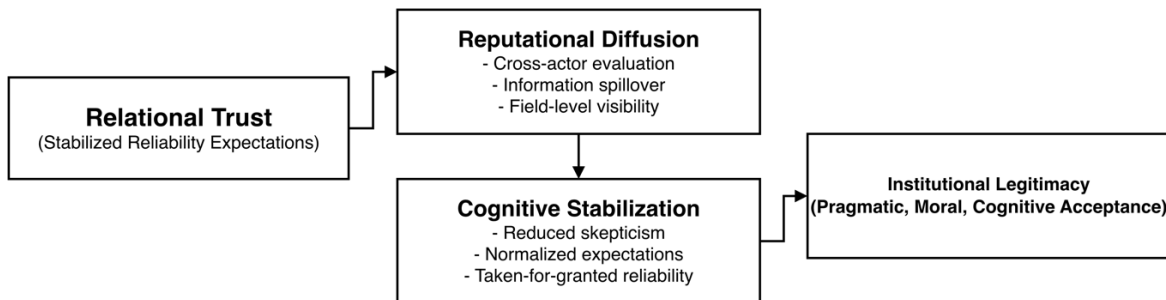 Relational Trust
(Stabilized Reliability Expectations)
Reputational Diffusion
- Cross-actor evaluation
- Information spillover
- Field-level visibility
Cognitive Stabilization
- Reduced skepticism
- Normalized expectations
- Taken-for-granted reliability
Institutional Legitimacy
(Pragmatic, Moral, Cognitive Acceptance)